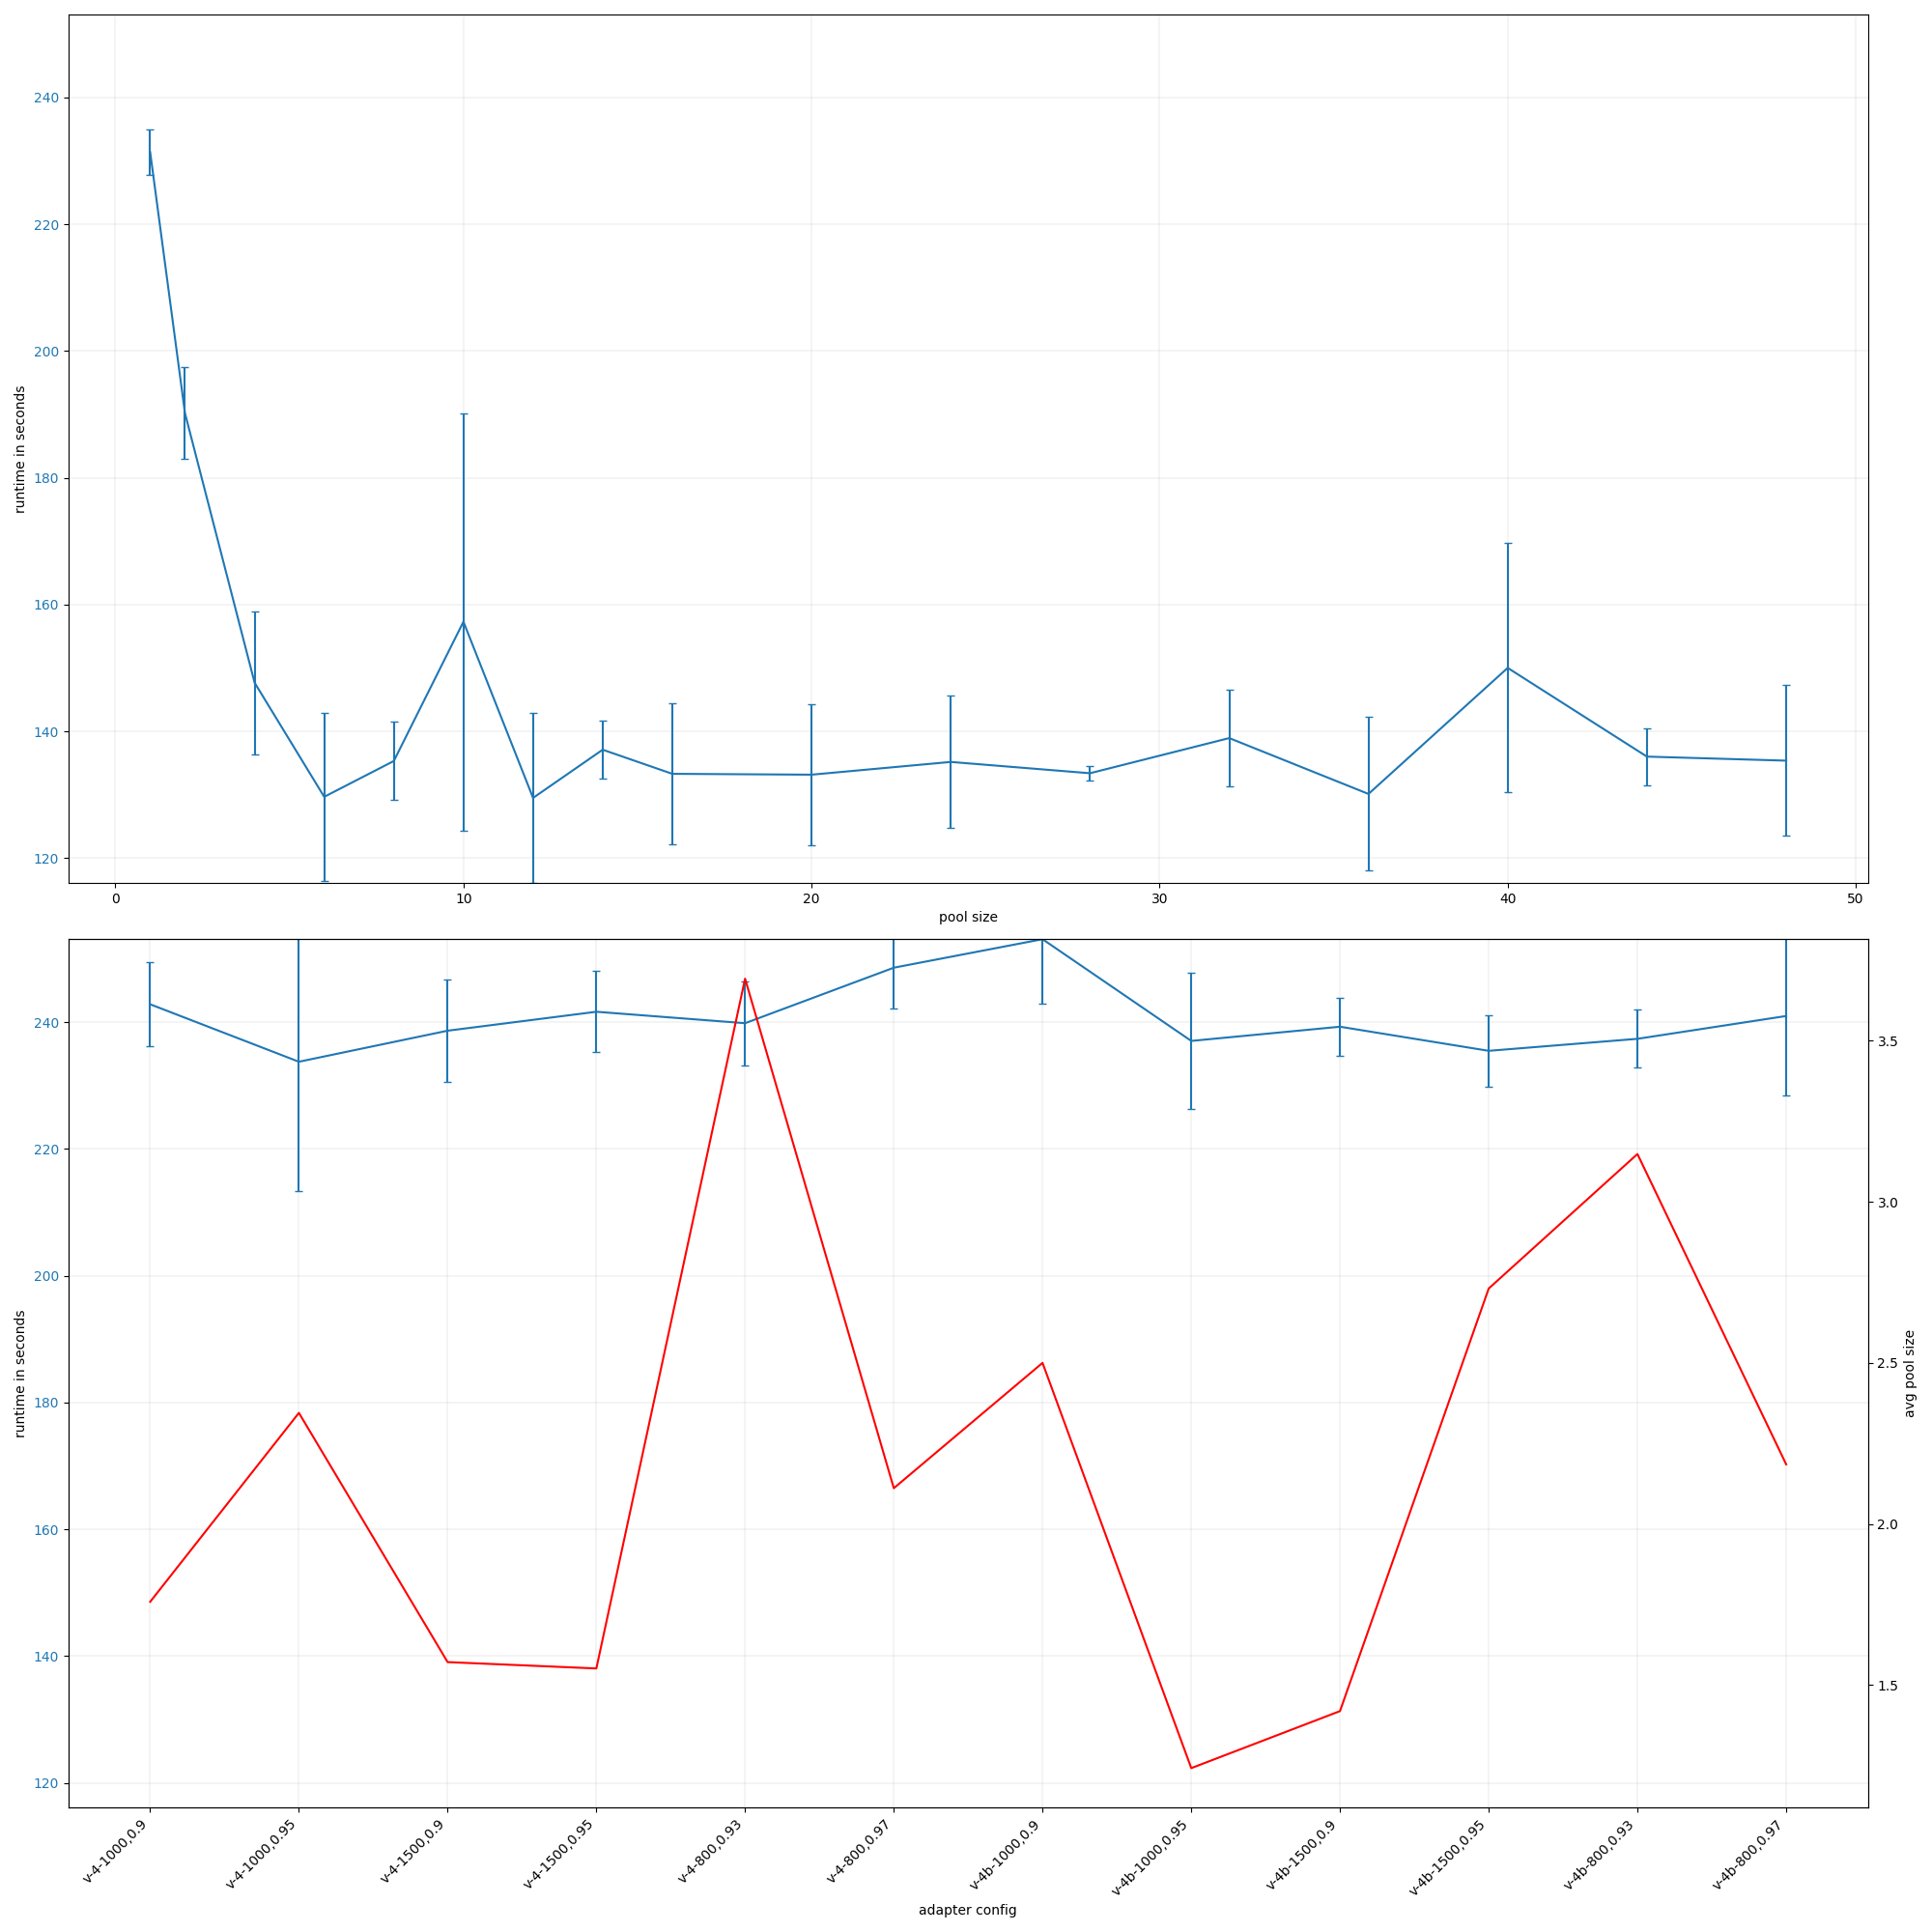 240
220
200
180
160
140
120
runtime in seconds
0 10 20 30 40 50
pool size
240
220
200
180
160
140
120
runtime in seconds
3.5
3.0
2.5
2.0
1.5
avg pool size
v-4-1000,0.9
v-4-1000,0.95
v-4-1500,0.9
v-4-1500,0.95
v-4-800,0.93
v-4-800,0.97
v-4b-1000,0.9
v-4b-1000,0.95
v-4b-1500,0.9
v-4b-1500,0.95
v-4b-800,0.93
v-4b-800,0.97
adapter config